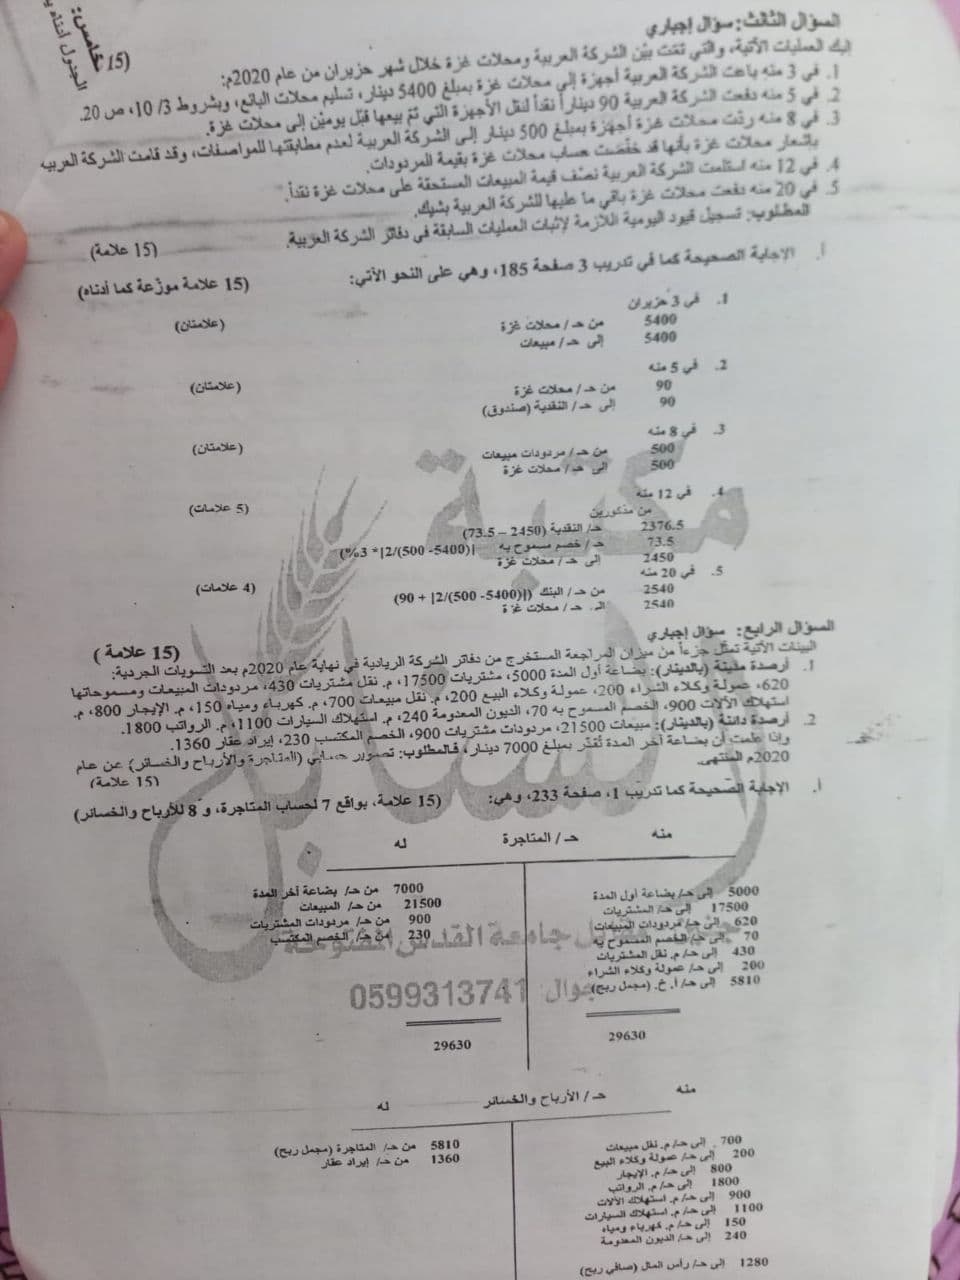 خامس:
الجدول أدناه
(15
السؤال الثالث: سؤال إجباري
إليك العمليات الآتية، والتي تمّت بيْن الشركة العربية ومحلات غزة خلال شهر حزيران من عام 2020م:
1. في 3 منه باعت الشركة العربية أجهزة إلى محلات غزة بمبلغ 5400 دينار، تسليم محلات البائع، وبشروط 3/ 10، ص 20.
2. في 5 منه دفعت الشركة العربية 90 ديناراً نقداً لنقل الأجهزة التي تمّ بيعها قبل يوميْن إلى محلات غزة.
3. في 8 منه ردّت محلات غزة أجهزة بمبلغ 500 دينار إلى الشركة العربية لعدم مطابقتها للمواصفات، وقد قامت الشركة العربية
بإشعار محلات غزة بأنها قد خفّضت حساب محلات غزة بقيمة المردودات.
4. في 12 منه استلمت الشركة العربية نصْف قيمة المبيعات المستحقة على محلات غزة نقداً.
5. في 20 منه دفعت محلات غزة باقي ما عليها للشركة العربية بشيك.
المطلوب: تسجيل قيود اليومية اللازمة لإثبات العمليات السابقة في دفاتر الشركة العربية.
(15 علامة)
أ. الإجابة الصحيحة كما في تدريب 3 صفحة 185، وهي على النحو الآتي: (15 علامة موزّعة كما أدناه)
1. في 3 حزيران
5400 من حـ/ محلات غزة (علامتان)
5400 إلى حـ/ مبيعات
2. في 5 منه
90 من حـ/ محلات غزة (علامتان)
90 إلى حـ/ النقدية (صندوق)
3. في 8 منه
500 من حـ/ مردودات مبيعات (علامتان)
500 إلى حـ/ محلات غزة
4. في 12 منه
من مذكورين (5 علامات)
2376.5 حـ/ النقدية (2450 – 73.5)
73.5 حـ/ خصم مسموح به [(5400- 500)/2]* 3%)
2450 إلى حـ/ محلات غزة
5. في 20 منه
2540 من حـ/ البنك ([(5400- 500)/2] + 90) (4 علامات)
2540 إلى حـ/ محلات غزة
السؤال الرابع: سؤال إجباري (15 علامة)
البيانات الآتية تمثّل جزءاً من ميزان المراجعة المستخرج من دفاتر الشركة الريادية في نهاية عام 2020م بعد التسويات الجردية:
1. أرصدة مدينة (بالدينار): بضاعة أول المدة 5000، مشتريات 17500، م. نقل مشتريات 430، مردودات المبيعات ومسموحاتها
620، عمولة وكلاء الشراء 200، عمولة وكلاء البيع 200، م. نقل مبيعات 700، م. كهرباء ومياه 150، م. الإيجار 800، م.
استهلاك الآلات 900، الخصم المسموح به 70، الديون المعدومة 240، م. استهلاك السيارات 1100، م. الرواتب 1800.
2. أرصدة دائنة (بالدينار): مبيعات 21500، مردودات مشتريات 900، الخصم المكتسب 230، إيراد عقار 1360
وإذا علمت أن بضاعة آخر المدة تُقدّر بمبلغ 7000 دينار، فالمطلوب: تصوير حسابي (المتاجرة والأرباح والخسائر) عن عام
2020م المنتهي. (15 علامة)
أ. الإجابة الصحيحة كما تدريب 1، صفحة 233، وهي: (15 علامة، بواقع 7 لحساب المتاجرة، و 8 للأرباح والخسائر)
منه حـ/ المتاجرة له
5000 إلى حـ/ بضاعة أول المدة 7000 من حـ/ بضاعة آخر المدة
17500 إلى حـ/ المشتريات 21500 من حـ/ المبيعات
620 إلى حـ/ مردودات المبيعات 900 من حـ/ مردودات المشتريات
70 إلى حـ/ الخصم المسموح به 230 من حـ/ الخصم المكتسب
430 إلى حـ/ م. نقل المشتريات
200 إلى حـ/ عمولة وكلاء الشراء
5810 إلى حـ/ أ. خ. (مجمل ربح)
29630 29630
منه حـ/ الأرباح والخسائر له
700 إلى حـ/ م. نقل مبيعات 5810 من حـ/ المتاجرة (مجمل ربح)
200 إلى حـ/ عمولة وكلاء البيع 1360 من حـ/ إيراد عقار
800 إلى حـ/ م. الإيجار
1800 إلى حـ/ م. الرواتب
900 إلى حـ/ م. استهلاك الآلات
1100 إلى حـ/ م. استهلاك السيارات
150 إلى حـ/ م. كهرباء ومياه
240 إلى حـ/ الديون المعدومة
1280 إلى حـ/ رأس المال (صافي ربح)
مكتبة
السنابل
مقابل جامعة القدس المفتوحة
جوال 0599313741